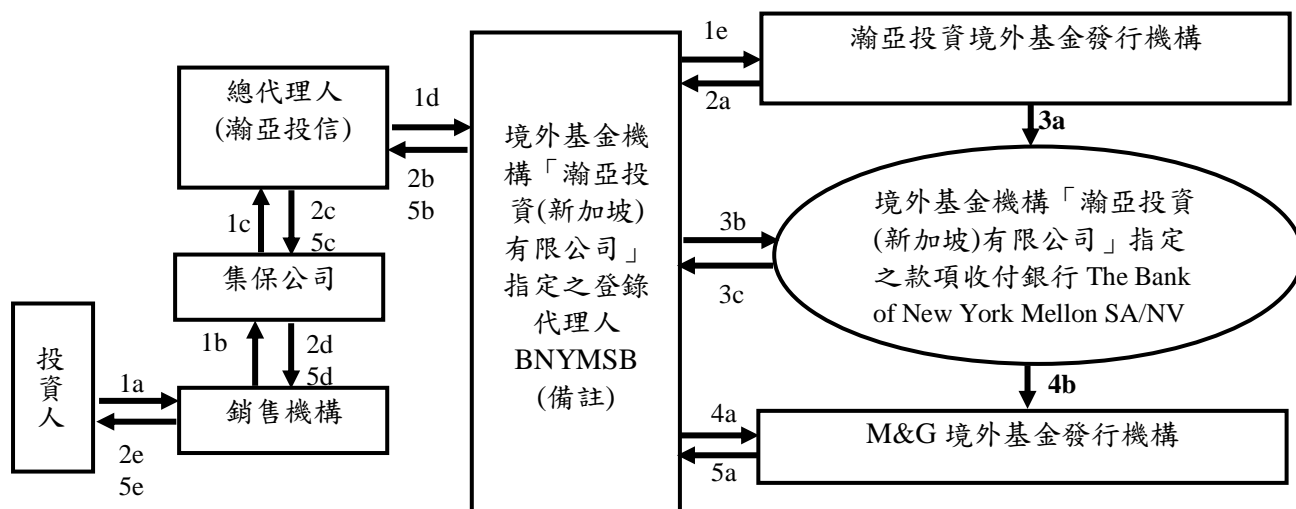 總代理人
(瀚亞投信)
1d
2b
5b
1c
2c
5c
集保公司
1b
2d
5d
投
資
人
1a
2e
5e
銷售機構
境外基金機
構「瀚亞投
資(新加坡)
有限公司」
指定之登錄
代理人
BNYMSB
(備註)
1e
2a
瀚亞投資境外基金發行機構
3a
3b
3c
境外基金機構「瀚亞投資
(新加坡)有限公司」指定
之款項收付銀行 The Bank
of New York Mellon SA/NV
4b
4a
5a
M&G 境外基金發行機構